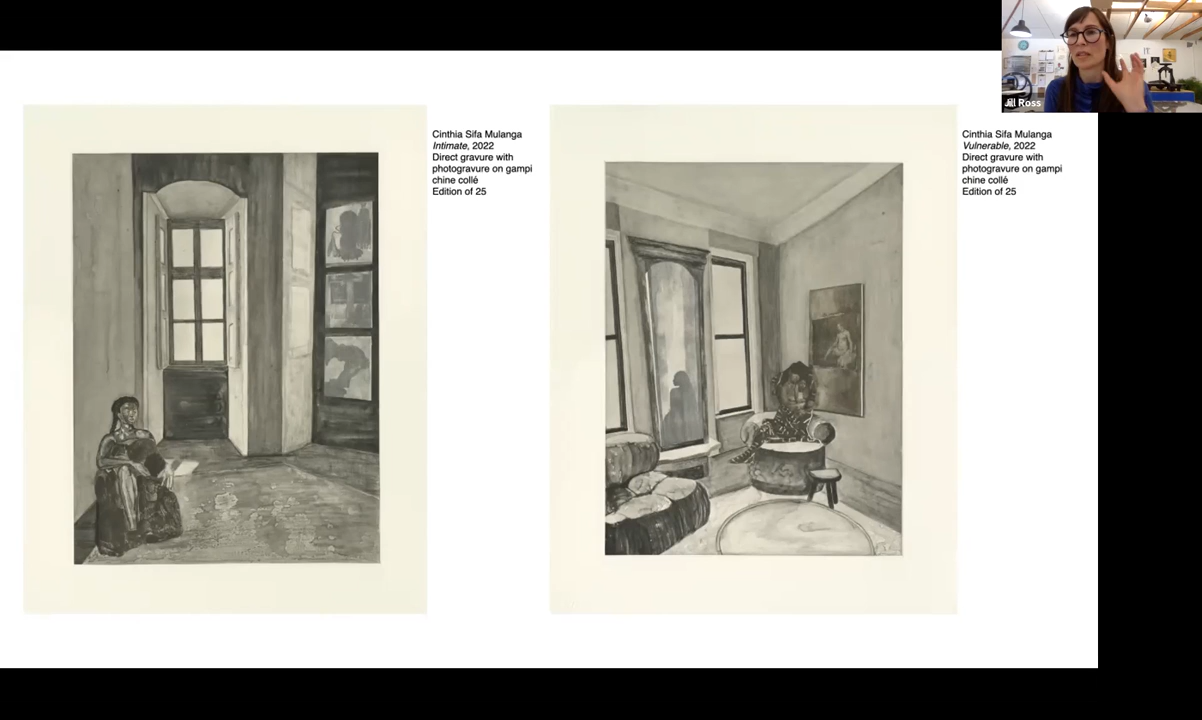 Jill Ross
Cinthia Sifa Mulanga
Intimate, 2022
Direct gravure with
photogravure on gampi
chine collé
Edition of 25
Cinthia Sifa Mulanga
Vulnerable, 2022
Direct gravure with
photogravure on gampi
chine collé
Edition of 25